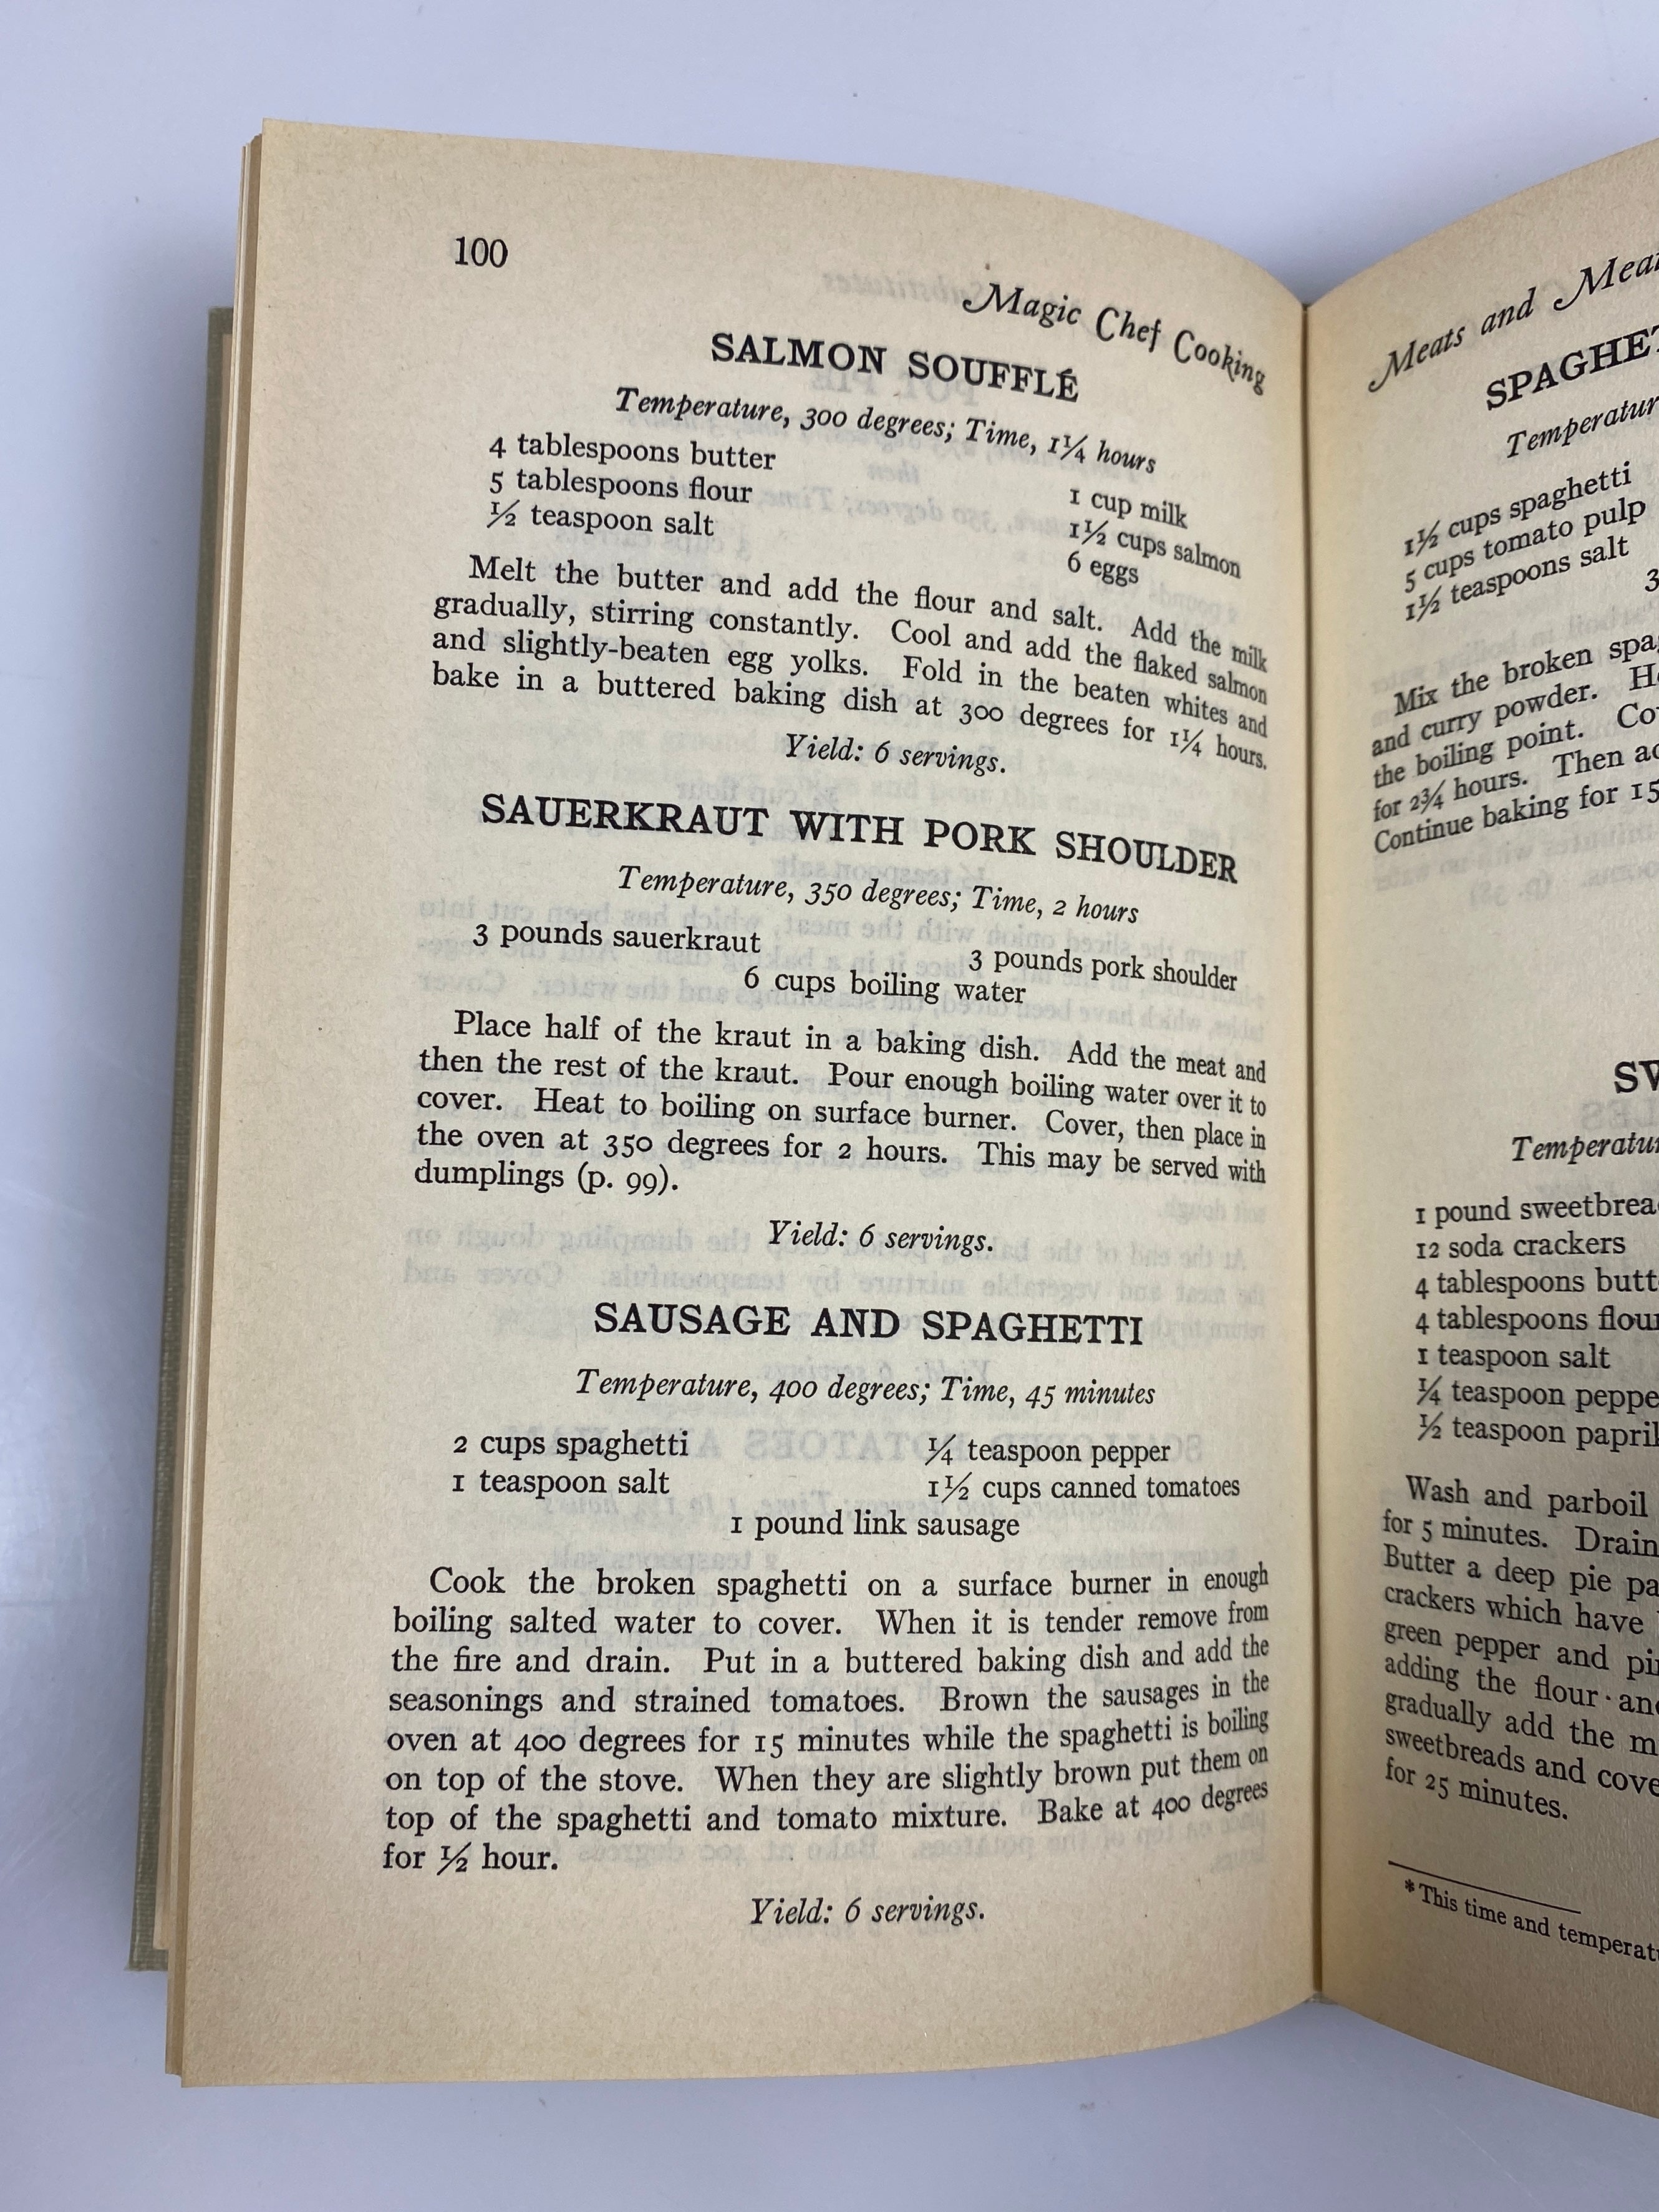 100
Magic Chef Cooking
SALMON SOUFFLÉ
Temperature, 300 degrees; Time, 1¼ hours
4 tablespoons butter
5 tablespoons flour
½ teaspoon salt
1 cup milk
1½ cups salmon
6 eggs
Melt the butter and add the flour and salt. Add the milk
gradually, stirring constantly. Cool and add the flaked salmon
and slightly-beaten egg yolks. Fold in the beaten whites and
bake in a buttered baking dish at 300 degrees for 1¼ hours.
Yield: 6 servings.
SAUERKRAUT WITH PORK SHOULDER
Temperature, 350 degrees; Time, 2 hours
3 pounds sauerkraut
3 pounds pork shoulder
6 cups boiling water
Place half of the kraut in a baking dish. Add the meat and
then the rest of the kraut. Pour enough boiling water over it to
cover. Heat to boiling on surface burner. Cover, then place in
the oven at 350 degrees for 2 hours. This may be served with
dumplings (p. 99).
Yield: 6 servings.
SAUSAGE AND SPAGHETTI
Temperature, 400 degrees; Time, 45 minutes
2 cups spaghetti
1 teaspoon salt
¼ teaspoon pepper
1½ cups canned tomatoes
1 pound link sausage
Cook the broken spaghetti on a surface burner in enough
boiling salted water to cover. When it is tender remove from
the fire and drain. Put in a buttered baking dish and add the
seasonings and strained tomatoes. Brown the sausages in the
oven at 400 degrees for 15 minutes while the spaghetti is boiling
on top of the stove. When they are slightly brown put them on
top of the spaghetti and tomato mixture. Bake at 400 degrees
for ½ hour.
Yield: 6 servings.
Meats and
1½ cups spaghetti
5 cups tomato pulp
1½ teaspoons salt
3
Mix the broken
and curry powder.
the boiling point.
for 2¾ hours. Then
Continue baking for 15
1 pound
12 soda crackers
4 tablespoons
4 tablespoons
1 teaspoon salt
¼ teaspoon
½ teaspoon
Wash and parboil
for 5 minutes. Drain
Butter a deep pie
crackers which have
green pepper and
adding the flour
gradually add the
sweetbreads and
for 25 minutes.
*This time and